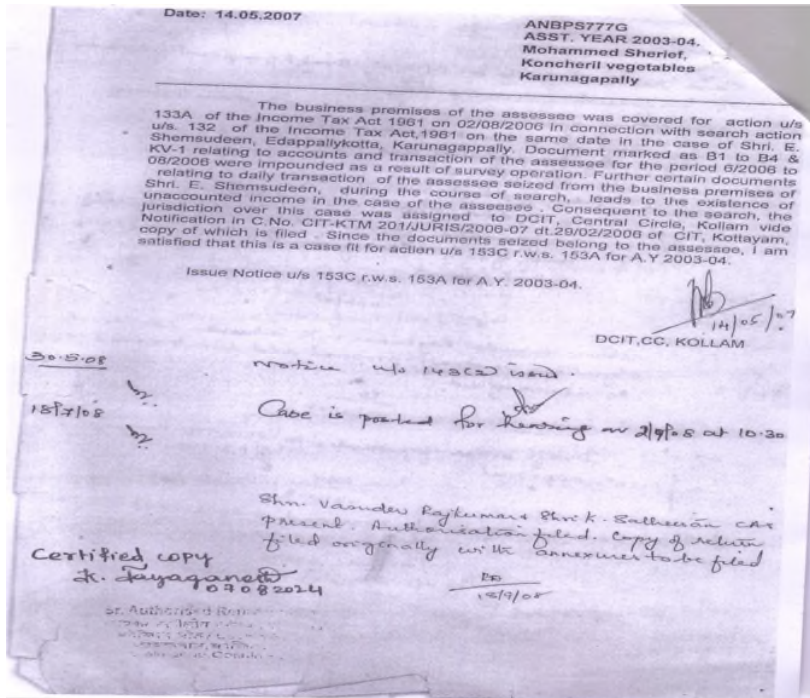 Date: 14.05.2007
ANBPS777G
ASST. YEAR 2003-04.
Mohammed Sherief,
Koncheril vegetables
Karunagapally
The business premises of the assessee was covered for action u/s
133A of the Income Tax Act 1961 on 02/08/2006 in connection with search action
u/s. 132 of the Income Tax Act,1961 on the same date in the case of Shri. E.
Shemsudeen, Edappallykotta, Karunagappally. Document marked as B1 to B4 &
KV-1 relating to accounts and transaction of the assessee for the period 6/2006 to
08/2006 were impounded as a result of survey operation. Further certain documents
relating to daily transaction of the assessee seized from the business premises of
Shri. E. Shemsudeen, during the course of search, leads to the existence of
unaccounted income in the case of the assessee. Consequent to the search, the
jurisdiction over this case was assigned to DCIT, Central Circle, Kollam vide
Notification in C.No. CIT-KTM 201/JURIS/2006-07 dt.29/02/2006 of CIT, Kottayam,
copy of which is filed . Since the documents seized belong to the assessee, I am
satisfied that this is a case fit for action u/s 153C r.w.s. 153A for A.Y 2003-04.
Issue Notice u/s 153C r.w.s. 153A for A.Y. 2003-04.
14/05/07
DCIT,CC, KOLLAM
30.5.08
Notice u/s 143(2) issued.
18/7/08
Case is posted for hearing on 2/9/08 at 10.30
Shri. Vasudev Rajkumar & Shri K. CAs
present. Authorisation filed. Copy of return
filed originally with annexures to be filed
18/9/08
Certified copy
K. Jayaganesh
07082024
Sr. Authorised